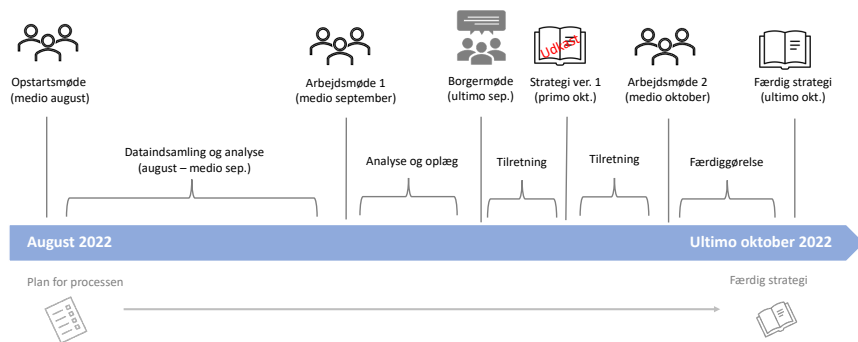 Udkast
Opstartsmøde
(medio august)
Arbejdsmøde 1
(medio september)
Borgermøde
(ultimo sep.)
Strategi ver. 1
(primo okt.)
Arbejdsmøde 2
(medio oktober)
Færdig strategi
(ultimo okt.)
Dataindsamling og analyse
(august – medio sep.)
Analyse og oplæg
Tilretning
Tilretning
Færdiggørelse
August 2022
Ultimo oktober 2022
Plan for processen
Færdig strategi